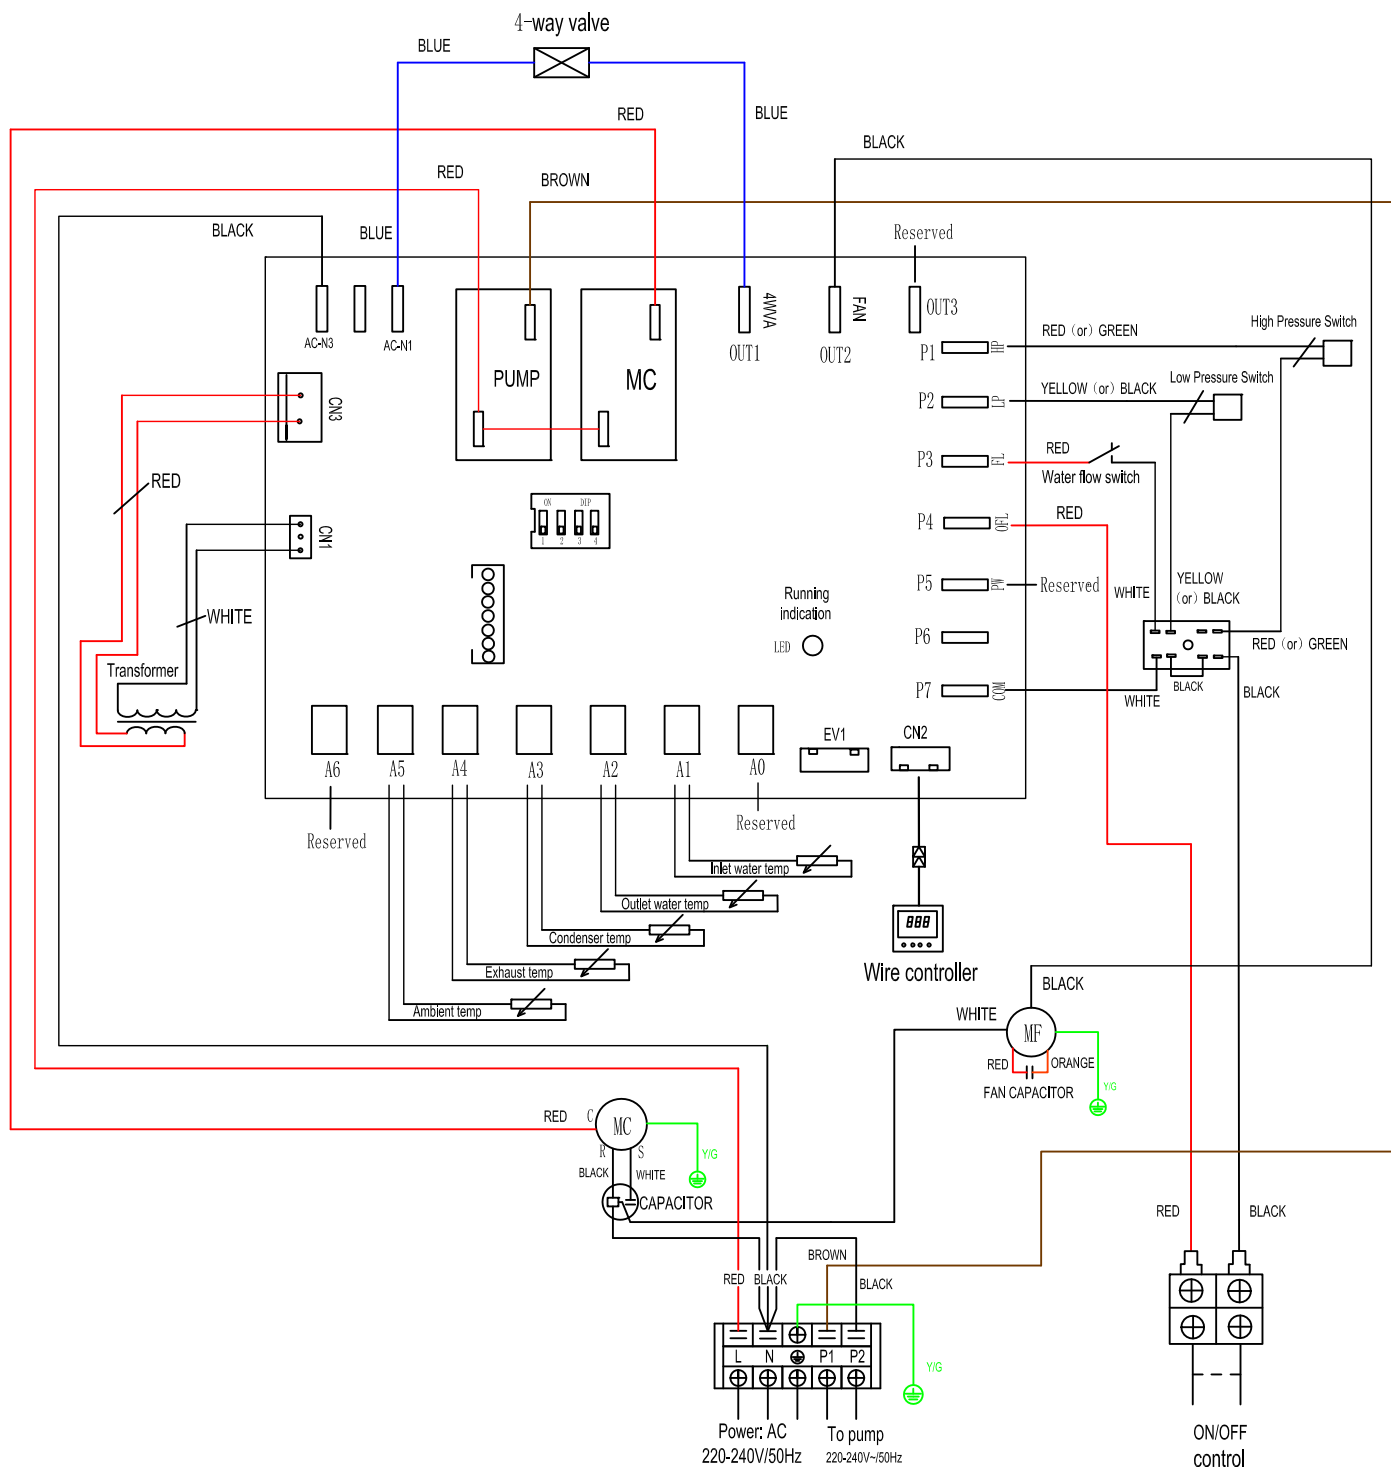 4-way valve
BLUE
BLUE
RED
BLACK
RED
BROWN
BLACK
BLUE
Reserved
AC-N3
AC-N1
4WVA
FAN
OUT3
OUT1
OUT2
PUMP
MC
P1
HP
RED (or) GREEN
High Pressure Switch
P2
LP
YELLOW (or) BLACK
Low Pressure Switch
CN3
P3
FL
RED
Water flow switch
RED
ON
DIP
1 2 3 4
P4
OFL
RED
CN1
P5
PW
Reserved
WHITE
YELLOW
(or) BLACK
Running
indication
LED
WHITE
P6
RED (or) GREEN
Transformer
P7
COM
WHITE
BLACK
BLACK
EV1
CN2
A6
A5
A4
A3
A2
A1
A0
Reserved
Reserved
Inlet water temp
Outlet water temp
Condenser temp
Exhaust temp
Ambient temp
888
Wire controller
BLACK
WHITE
MF
RED
ORANGE
FAN CAPACITOR
Y/G
RED
C
MC
R
S
Y/G
BLACK
WHITE
CAPACITOR
RED
BLACK
BROWN
BLACK
RED
BLACK
L
N
P1
P2
Y/G
Power: AC
220-240V/50Hz
To pump
220-240V~/50Hz
ON/OFF
control